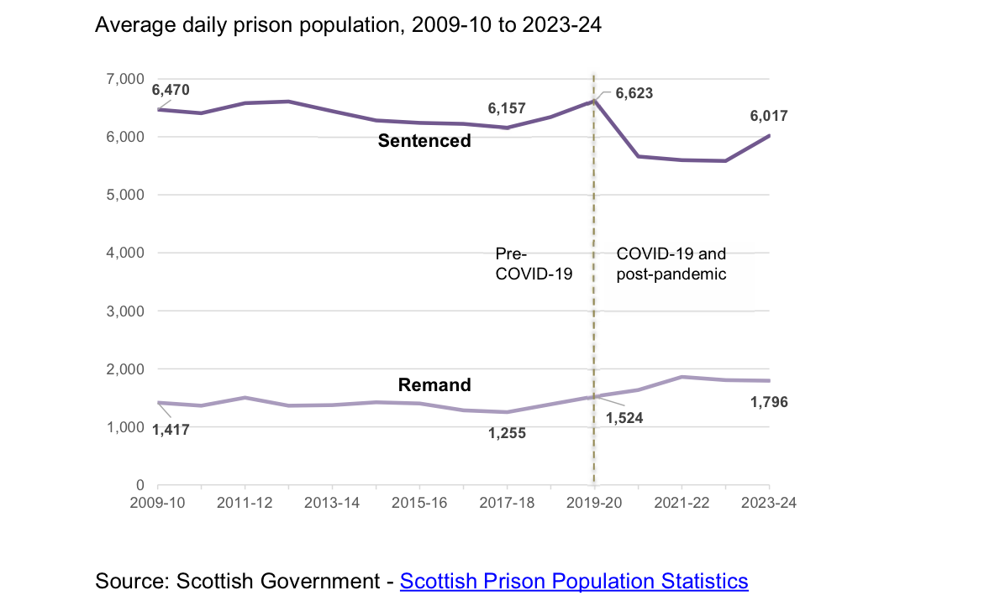 Average daily prison population, 2009-10 to 2023-24
7,000
6,470
6,623
6,157
6,017
6,000
Sentenced
5,000
4,000
Pre-
COVID-19
COVID-19 and
post-pandemic
3,000
2,000
Remand
1,796
1,524
1,000
1,417
1,255
0
2009-10 2011-12 2013-14 2015-16 2017-18 2019-20 2021-22 2023-24
Source: Scottish Government - Scottish Prison Population Statistics